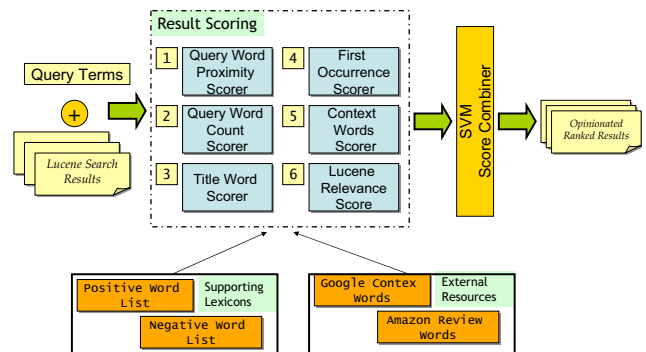 Result Scoring
Query Terms
+
Lucene Search
Results
1
Query Word
Proximity
Scorer
2
Query Word
Count
Scorer
3
Title Word
Scorer
4
First
Occurrence
Scorer
5
Context
Words
Scorer
6
Lucene
Relevance
Score
SVM
Score Combiner
Opinionated
Ranked Results
Positive Word
List
Supporting
Lexicons
Negative Word
List
Google Contex
Words
External
Resources
Amazon Review
Words